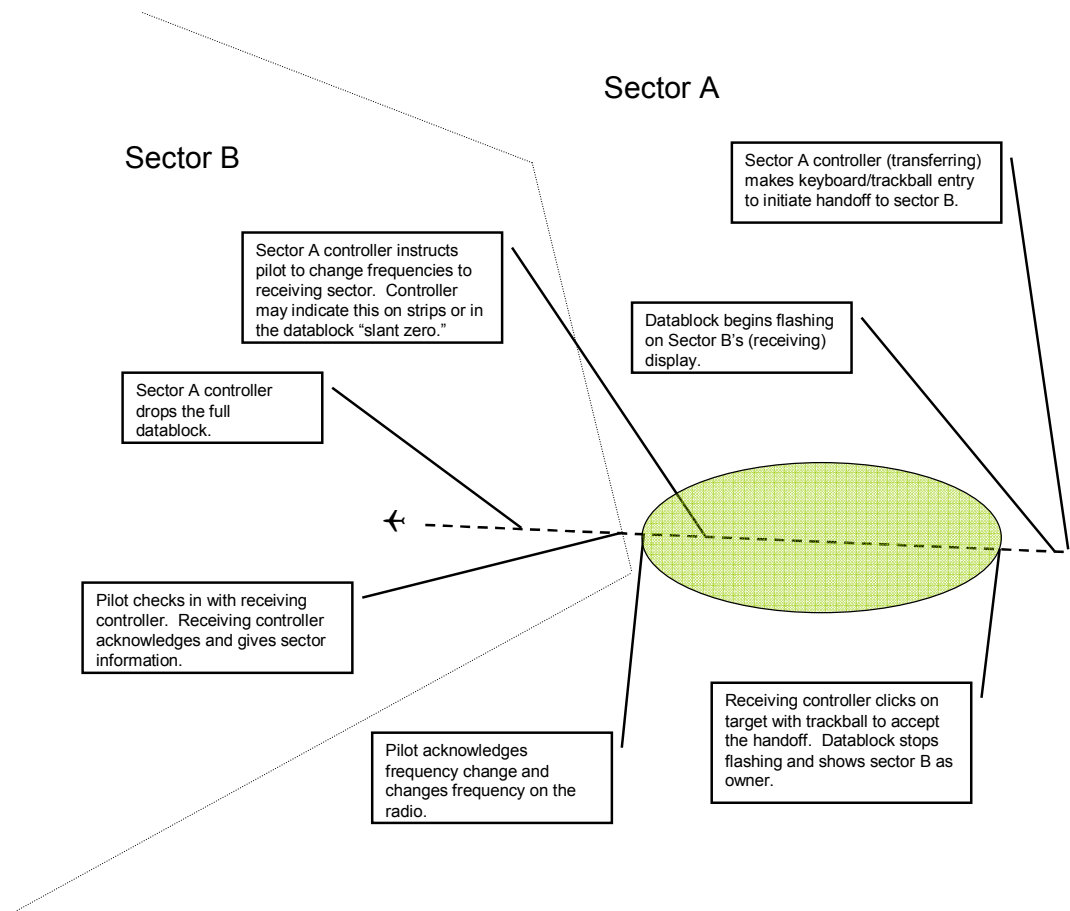 Sector A
Sector B
Sector A controller (transferring)
makes keyboard/trackball entry
to initiate handoff to sector B.
Sector A controller instructs
pilot to change frequencies to
receiving sector.  Controller
may indicate this on strips or in
the datablock “slant zero.”
Datablock begins flashing
on Sector B’s (receiving)
display.
Sector A controller
drops the full
datablock.
Pilot checks in with receiving
controller.  Receiving controller
acknowledges and gives sector
information.
Receiving controller clicks on
target with trackball to accept
the handoff.  Datablock stops
flashing and shows sector B as
owner.
Pilot acknowledges
frequency change and
changes frequency on the
radio.